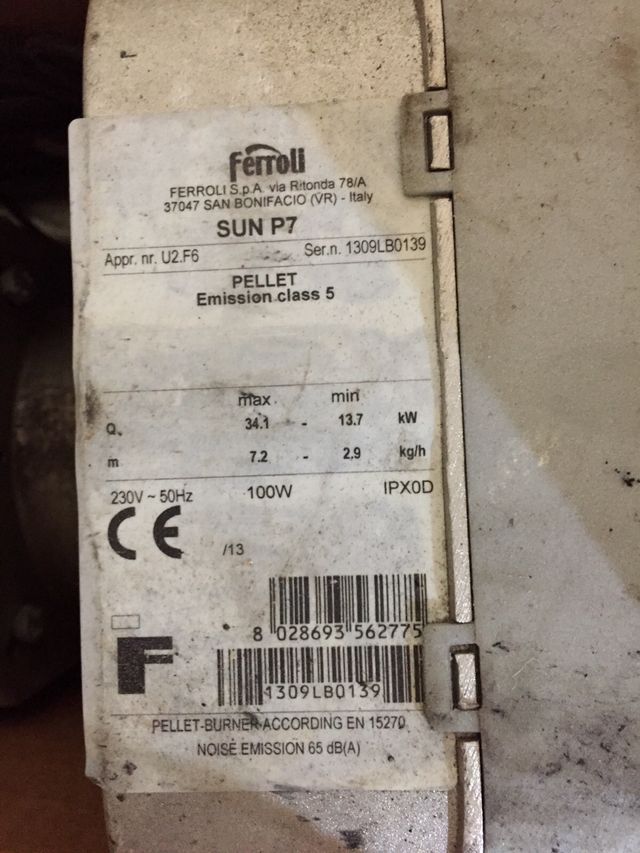 Ferroli
FERROLI S.p.A. via Ritonda 78/A
37047 SAN BONIFACIO (VR) - Italy
SUN P7
Appr. nr. U2.F6 Ser.n. 1309LB0139
PELLET
Emission class 5
max min
Q 34.1 - 13.7 kW
m 7.2 - 2.9 kg/h
230V ~ 50Hz 100W IPX0D
CE /13
8 028693 562775
F
1309LB0139
PELLET-BURNER ACCORDING EN 15270
NOISE EMISSION 65 dB(A)